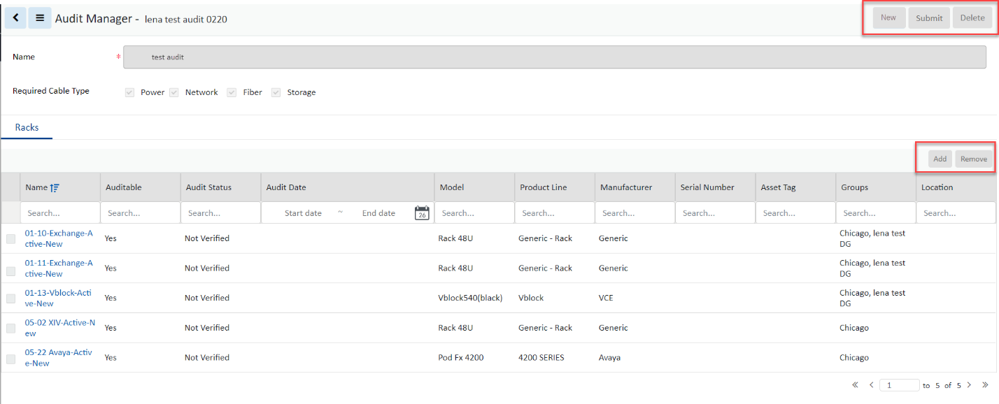 Audit Manager - lena test audit 0220
New Submit Delete
Name * test audit
Required Cable Type Power Network Fiber Storage
Racks
Add Remove
Name Auditable Audit Status Audit Date Model Product Line Manufacturer Serial Number Asset Tag Groups Location
Search... Search... Search... Start date ~ End date 26 Search... Search... Search... Search... Search... Search... Search...
01-10-Exchange-A
ctive-New
Yes Not Verified Rack 48U Generic - Rack Generic
Chicago, lena test
DG
01-11-Exchange-A
ctive-New
Yes Not Verified Rack 48U Generic - Rack Generic
Chicago, lena test
DG
01-13-Vblock-Acti
ve-New
Yes Not Verified Vblock540(black) Vblock VCE
Chicago, lena test
DG
05-02 XIV-Active-N
ew
Yes Not Verified Rack 48U Generic - Rack Generic Chicago
05-22 Avaya-Activ
e-New
Yes Not Verified Pod Fx 4200 4200 SERIES Avaya Chicago
« < 1 to 5 of 5 > »